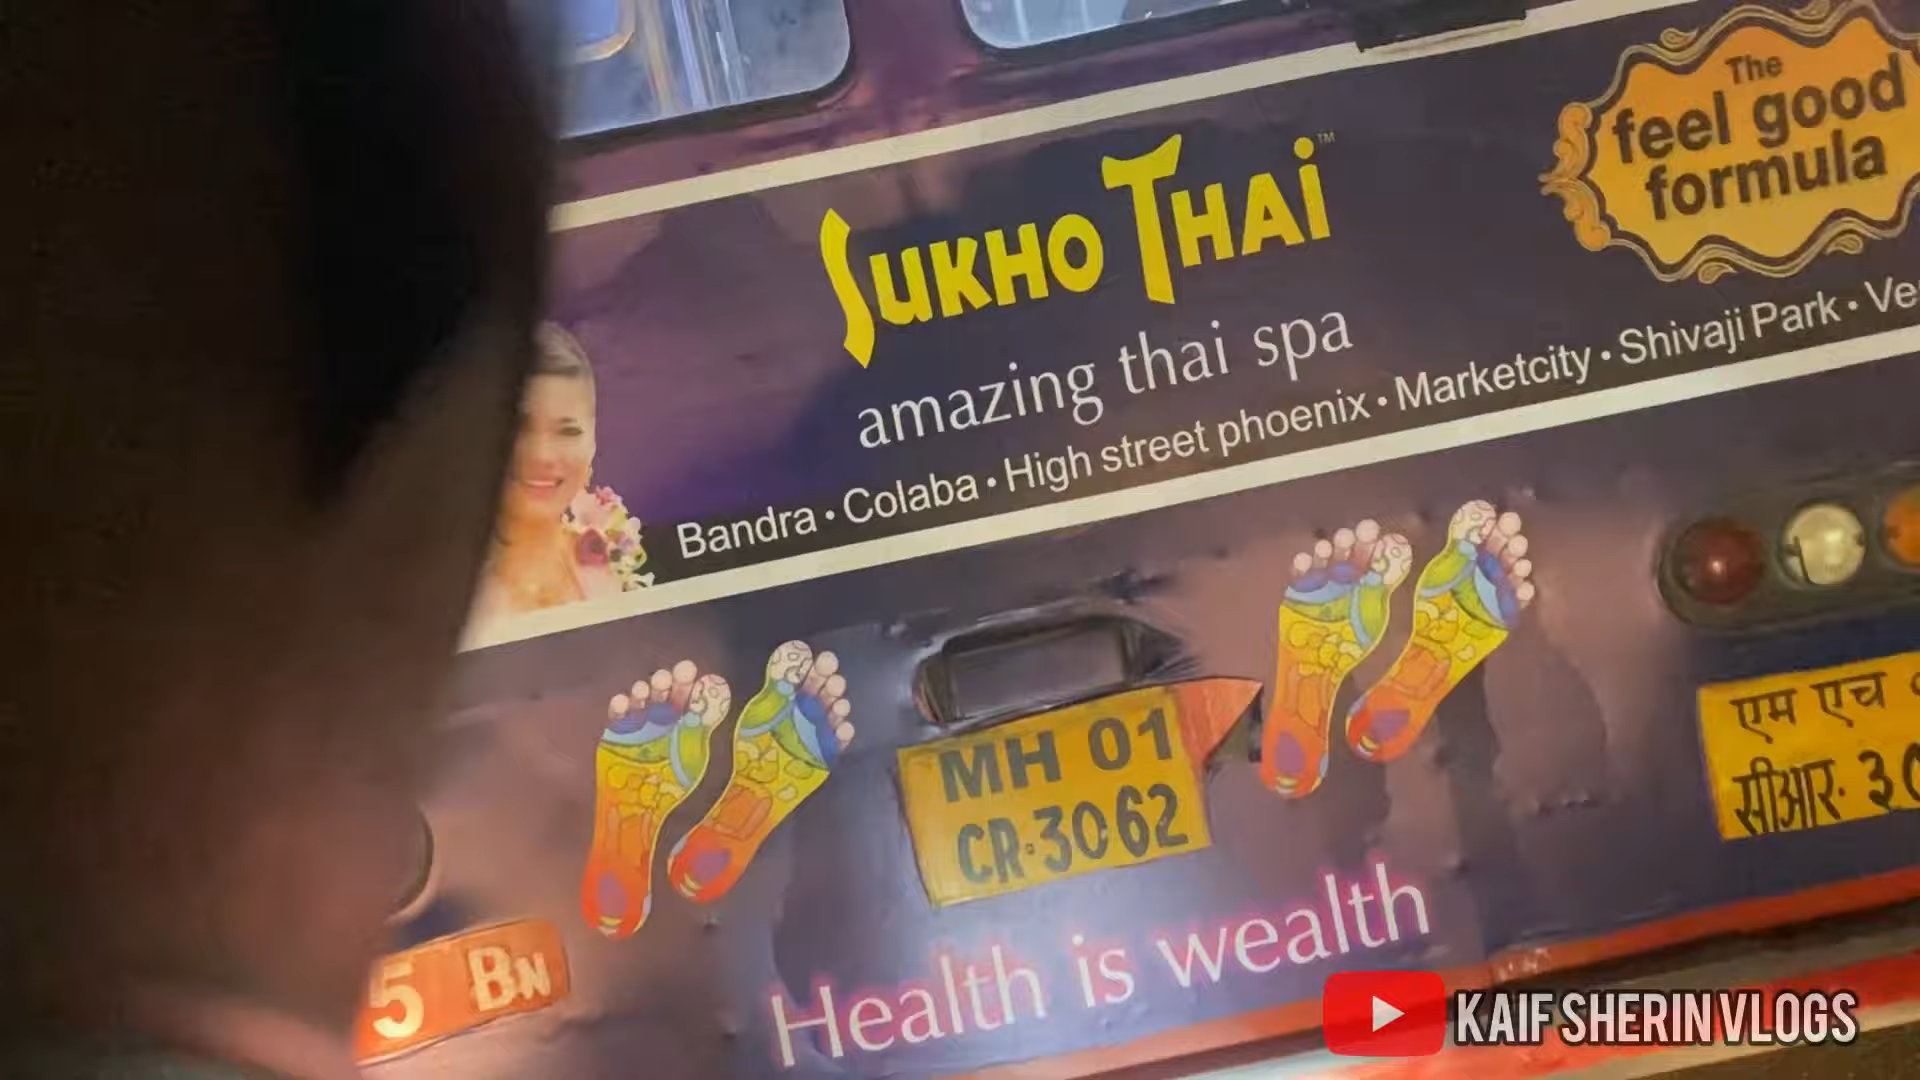 The
feel good
formula
SUKHO THAi™
amazing thai spa
Bandra • Colaba • High street phoenix • Marketcity • Shivaji Park •
MH 01
CR·3062
एम एच
सीआर·
5 BN
Health is wealth
KAIF SHERIN VLOGS